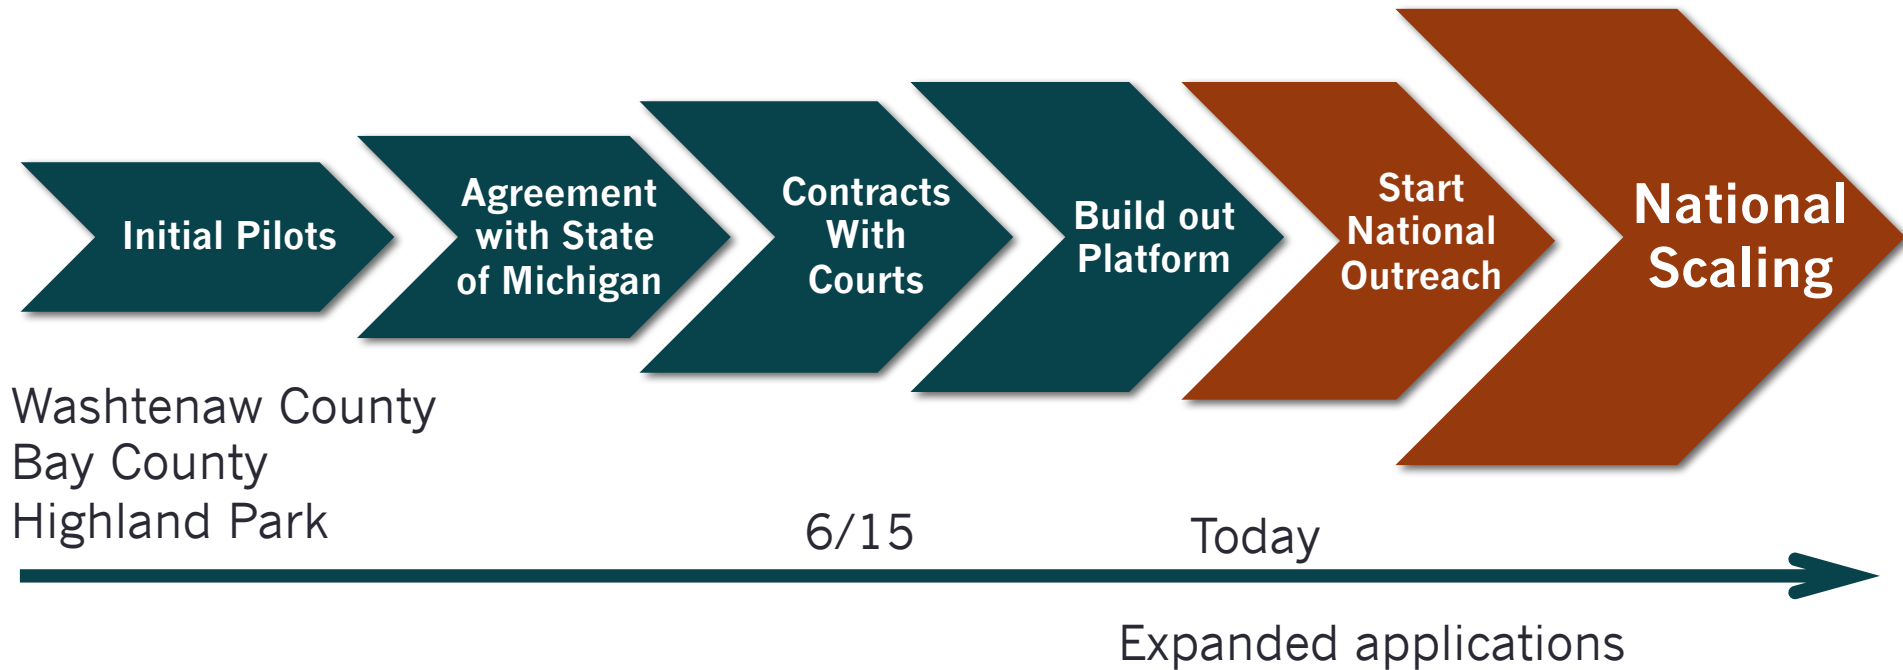 Initial Pilots
Agreement
with State
of Michigan
Contracts
With
Courts
Build out
Platform
Start
National
Outreach
National
Scaling
Washtenaw County
Bay County
Highland Park
6/15
Today
Expanded applications